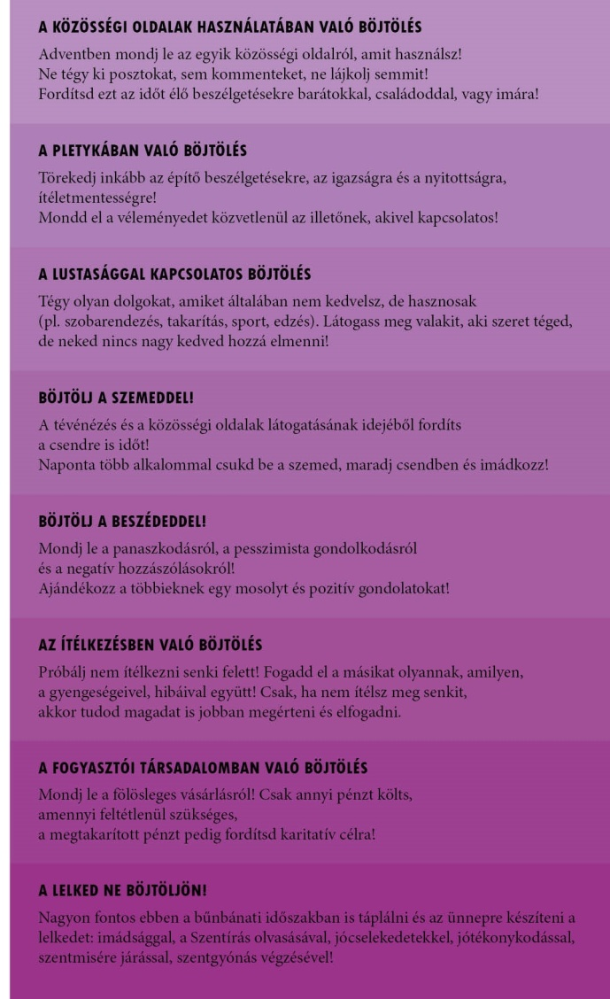 A KÖZÖSSÉGI OLDALAK HASZNÁLATÁBAN VALÓ BÖJTÖLÉS
Adventben mondj le az egyik közösségi oldalról, amit használsz!
Ne tégy ki posztokat, sem kommenteket, ne lájkolj semmit!
Fordítsd ezt az időt élő beszélgetésekre barátokkal, családoddal, vagy imára!
A PLETYKÁBAN VALÓ BÖJTÖLÉS
Törekedj inkább az építő beszélgetésekre, az igazságra és a nyitottságra,
ítéletmentességre!
Mondd el a véleményedet közvetlenül az illetőnek, akivel kapcsolatos!
A LUSTASÁGGAL KAPCSOLATOS BÖJTÖLÉS
Tégy olyan dolgokat, amiket általában nem kedvelsz, de hasznosak
(pl. szobarendezés, takarítás, sport, edzés). Látogass meg valakit, aki szeret téged,
de neked nincs nagy kedved hozzá elmenni!
BÖJTÖLJ A SZEMEDDEL!
A tévénézés és a közösségi oldalak látogatásának idejéből fordíts
a csendre is időt!
Naponta több alkalommal csukd be a szemed, maradj csendben és imádkozz!
BÖJTÖLJ A BESZÉDEDDEL!
Mondj le a panaszkodásról, a pesszimista gondolkodásról
és a negatív hozzászólásokról!
Ajándékozz a többieknek egy mosolyt és pozitív gondolatokat!
AZ ÍTÉLKEZÉSBEN VALÓ BÖJTÖLÉS
Próbálj nem ítélkezni senki felett! Fogadd el a másikat olyannak, amilyen,
a gyengeségeivel, hibáival együtt! Csak, ha nem ítélsz meg senkit,
akkor tudod magadat is jobban megérteni és elfogadni.
A FOGYASZTÓI TÁRSADALOMBAN VALÓ BÖJTÖLÉS
Mondj le a fölösleges vásárlásról! Csak annyi pénzt költs,
amennyi feltétlenül szükséges,
a megtakarított pénzt pedig fordítsd karitatív célra!
A LELKED NE BÖJTÖLJÖN!
Nagyon fontos ebben a bűnbánati időszakban is táplálni és az ünnepre készíteni a
lelkedet: imádsággal, a Szentírás olvasásával, jócselekedetekkel, jótékonykodással,
szentmisére járással, szentgyónás végzésével!